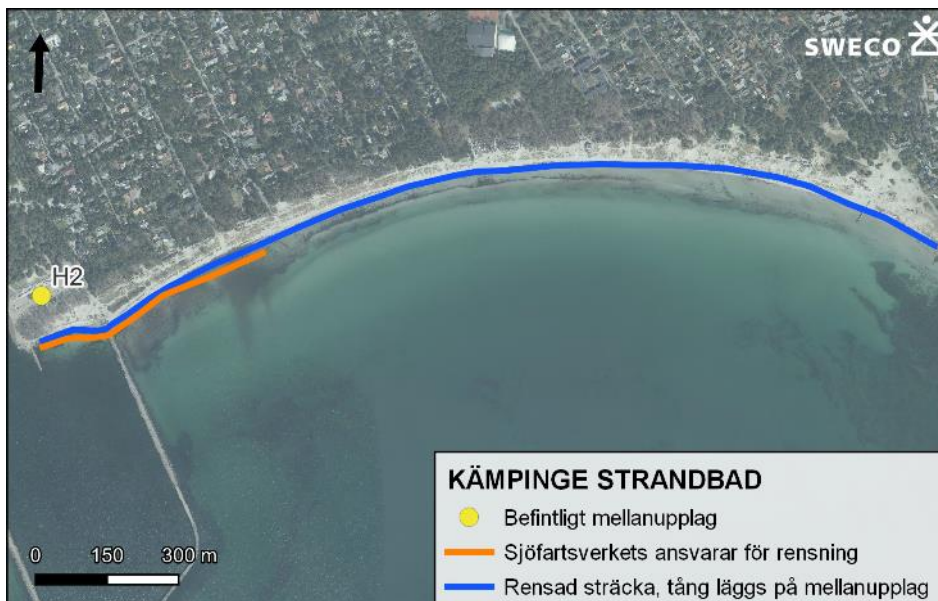 SWECO
H2
KÄMPINGE STRANDBAD
Befintligt mellanupplag
Sjöfartsverkets ansvarar för rensning
Rensad sträcka, tång läggs på mellanupplag
0 150 300 m